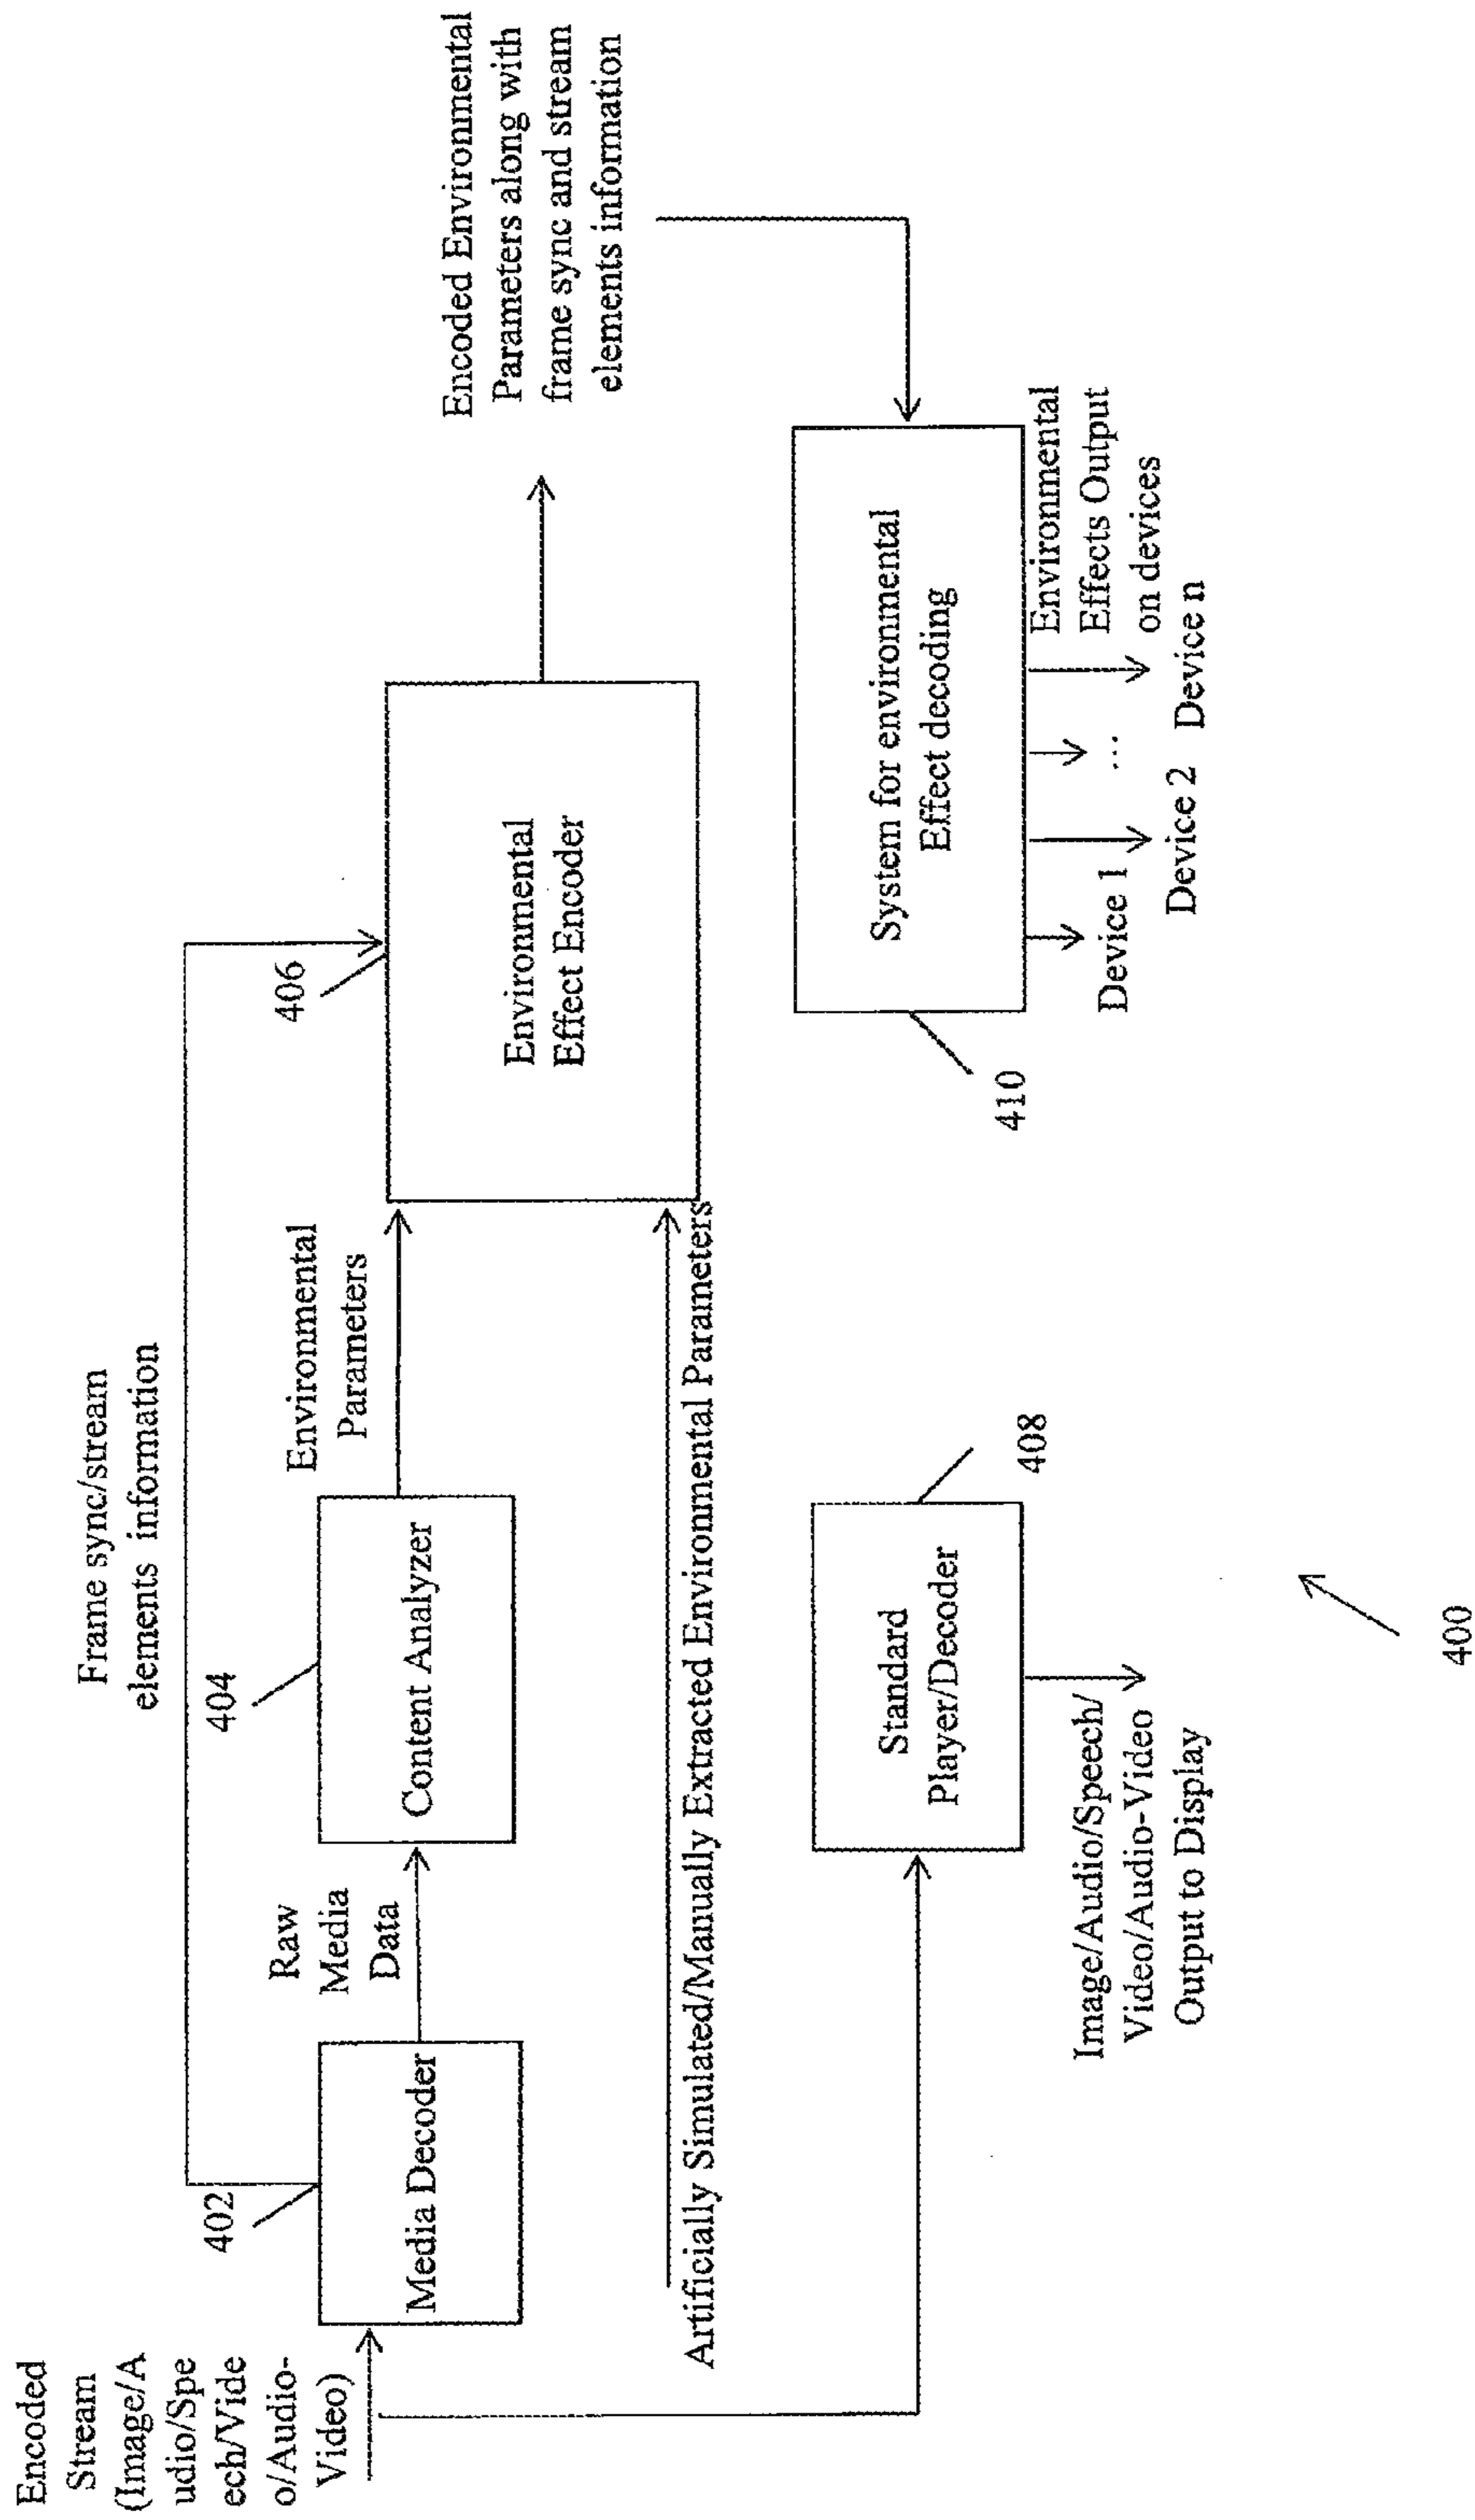 Encoded
Stream
(Image/A
udio/Spe
ech/Vide
o/Audio-
Video)
402
Media Decoder
Frame sync/stream
elements information
Raw
Media
Data
404
Content Analyzer
Environmental
Parameters
406
Environmental
Effect Encoder
Artificially Simulated/Manually Extracted Environmental Parameters
Encoded Environmental
Parameters along with
frame sync and stream
elements information
Standard
Player/Decoder
408
Image/Audio/Speech/
Video/Audio-Video
Output to Display
System for environmental
Effect decoding
410
Environmental
Effects Output
on devices
Device 1
Device 2
...
Device n
400